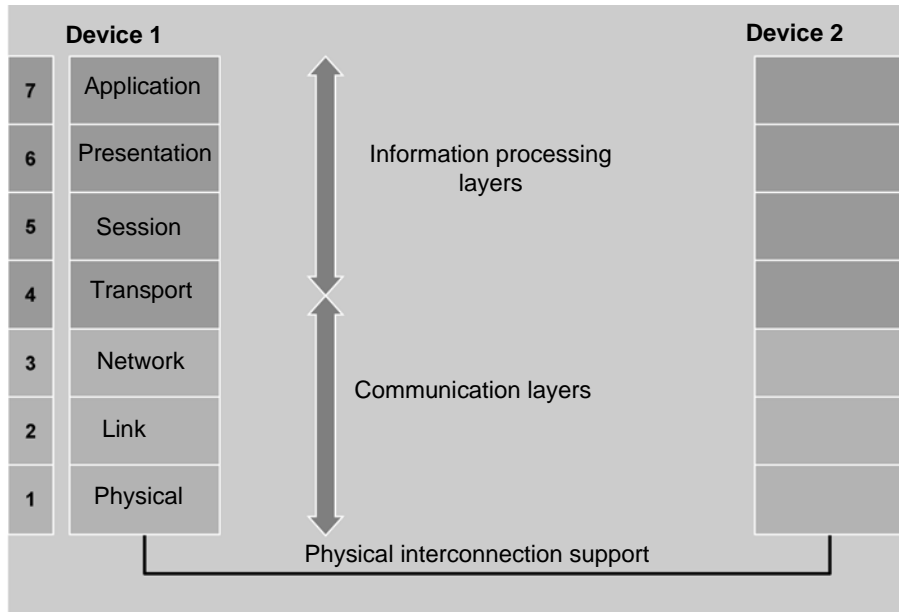 Device 1
Device 2
7
Application
6
Presentation
5
Session
4
Transport
3
Network
2
Link
1
Physical
Information processing
layers
Communication layers
Physical interconnection support